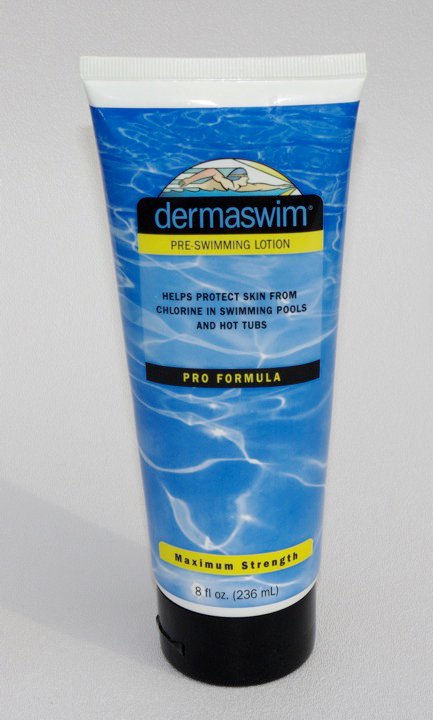 dermaswim®
PRE-SWIMMING LOTION
HELPS PROTECT SKIN FROM
CHLORINE IN SWIMMING POOLS
AND HOT TUBS
PRO FORMULA
Maximum Strength
8 fl oz. (236 mL)